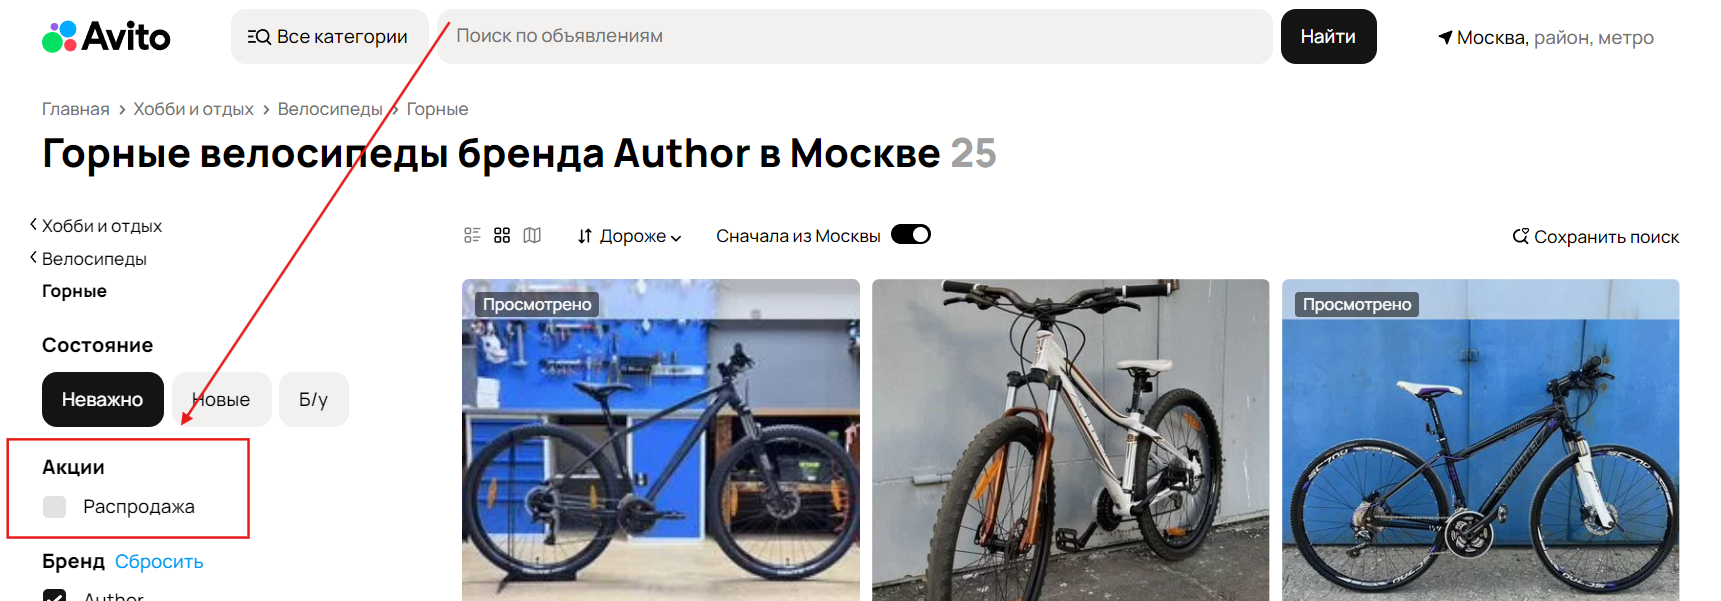 Avito
Все категории
Поиск по объявлениям
Найти
Москва, район, метро
Главная > Хобби и отдых > Велосипеды > Горные
Горные велосипеды бренда Author в Москве 25
Хобби и отдых
Велосипеды
Горные
Дороже
Сначала из Москвы
Сохранить поиск
Просмотрено
Просмотрено
Состояние
Неважно
Новые
Б/у
Акции
Распродажа
Бренд Сбросить
Author